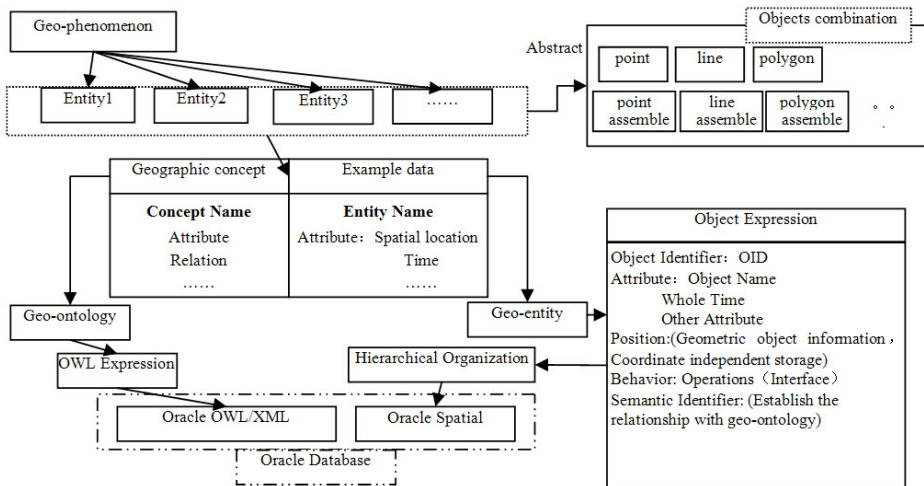 Geo-phenomenon
Objects combination
Abstract
point
line
polygon
Entity1
Entity2
Entity3
……
point
assemble
line
assemble
polygon
assemble
。。.
Geographic concept
Example data
Concept Name
Attribute
Relation
……
Entity Name
Attribute：Spatial location
Time
……
Object Expression
Object Identifier：OID
Attribute：Object Name
Whole Time
Other Attribute
Position:(Geometric object information，
Coordinate independent storage)
Behavior: Operations（Interface）
Semantic Identifier: (Establish the
relationship with geo-ontology)
Geo-ontology
Geo-entity
OWL Expression
Hierarchical Organization
Oracle OWL/XML
Oracle Spatial
Oracle Database